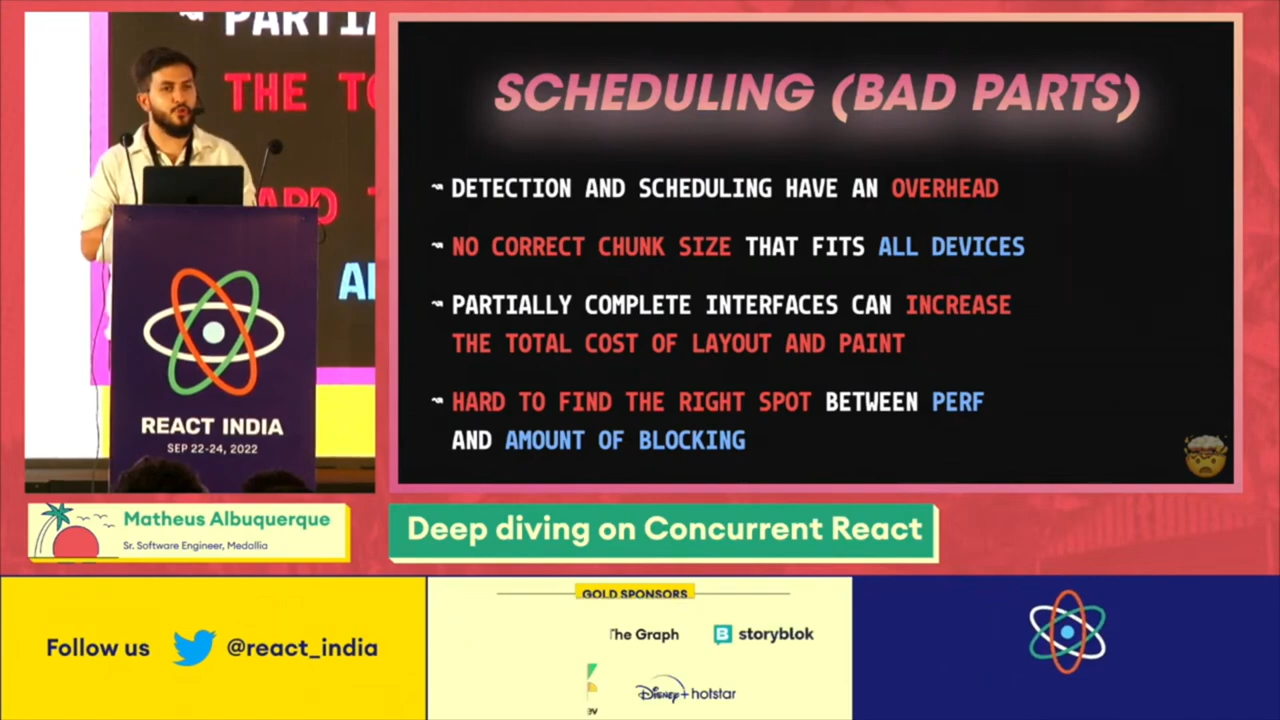 PARTIA
THE TO
ARD T
AM
REACT INDIA
SEP 22-24, 2022
SCHEDULING (BAD PARTS)
↝ DETECTION AND SCHEDULING HAVE AN OVERHEAD
↝ NO CORRECT CHUNK SIZE THAT FITS ALL DEVICES
↝ PARTIALLY COMPLETE INTERFACES CAN INCREASE
THE TOTAL COST OF LAYOUT AND PAINT
↝ HARD TO FIND THE RIGHT SPOT BETWEEN PERF
AND AMOUNT OF BLOCKING
Matheus Albuquerque
Sr. Software Engineer, Medallia
Deep diving on Concurrent React
Follow us @react_india
GOLD SPONSORS
The Graph
B storyblok
Disney+ hotstar